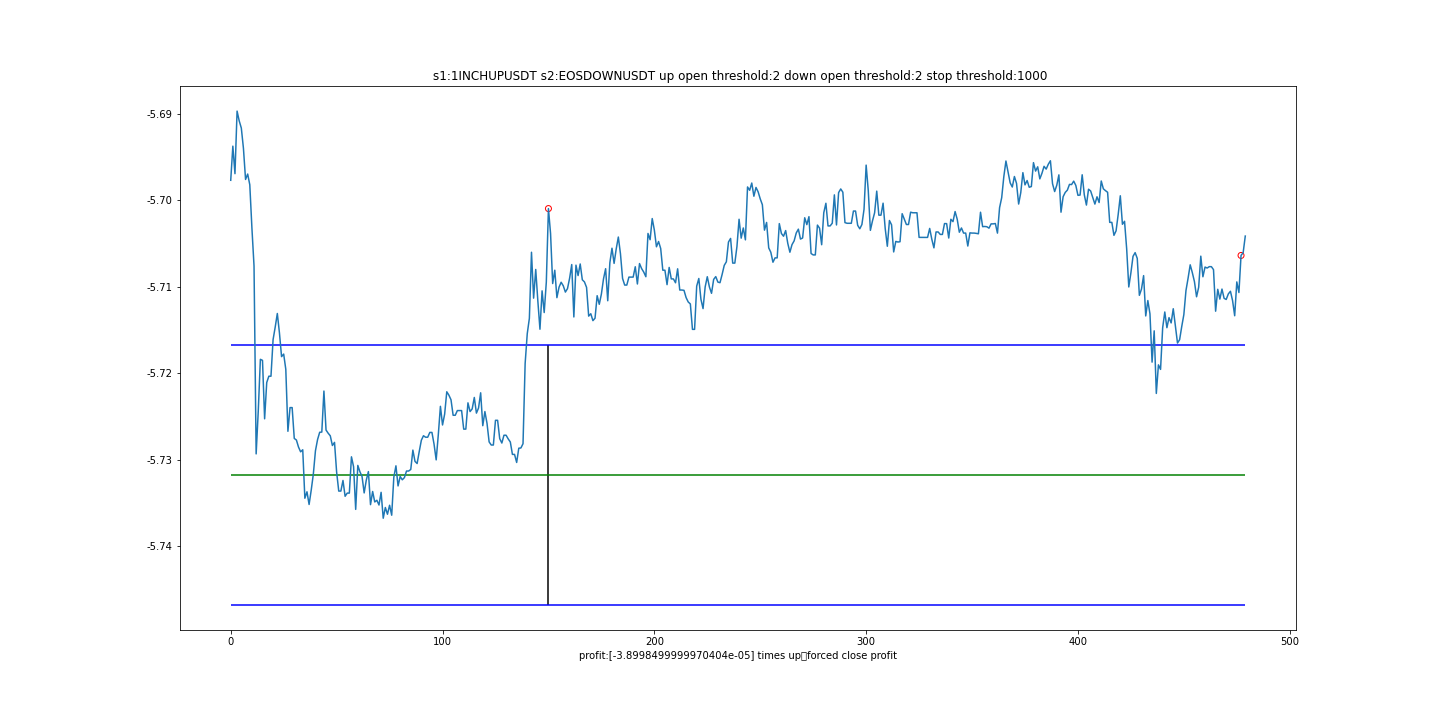 s1:1INCHUPUSDT s2:EOSDOWNUSDT up open threshold:2 down open threshold:2 stop threshold:1000
-5.69
-5.70
-5.71
-5.72
-5.73
-5.74
0 100 200 300 400 500
profit:[-3.8998499999970404e-05] times up▯forced close profit